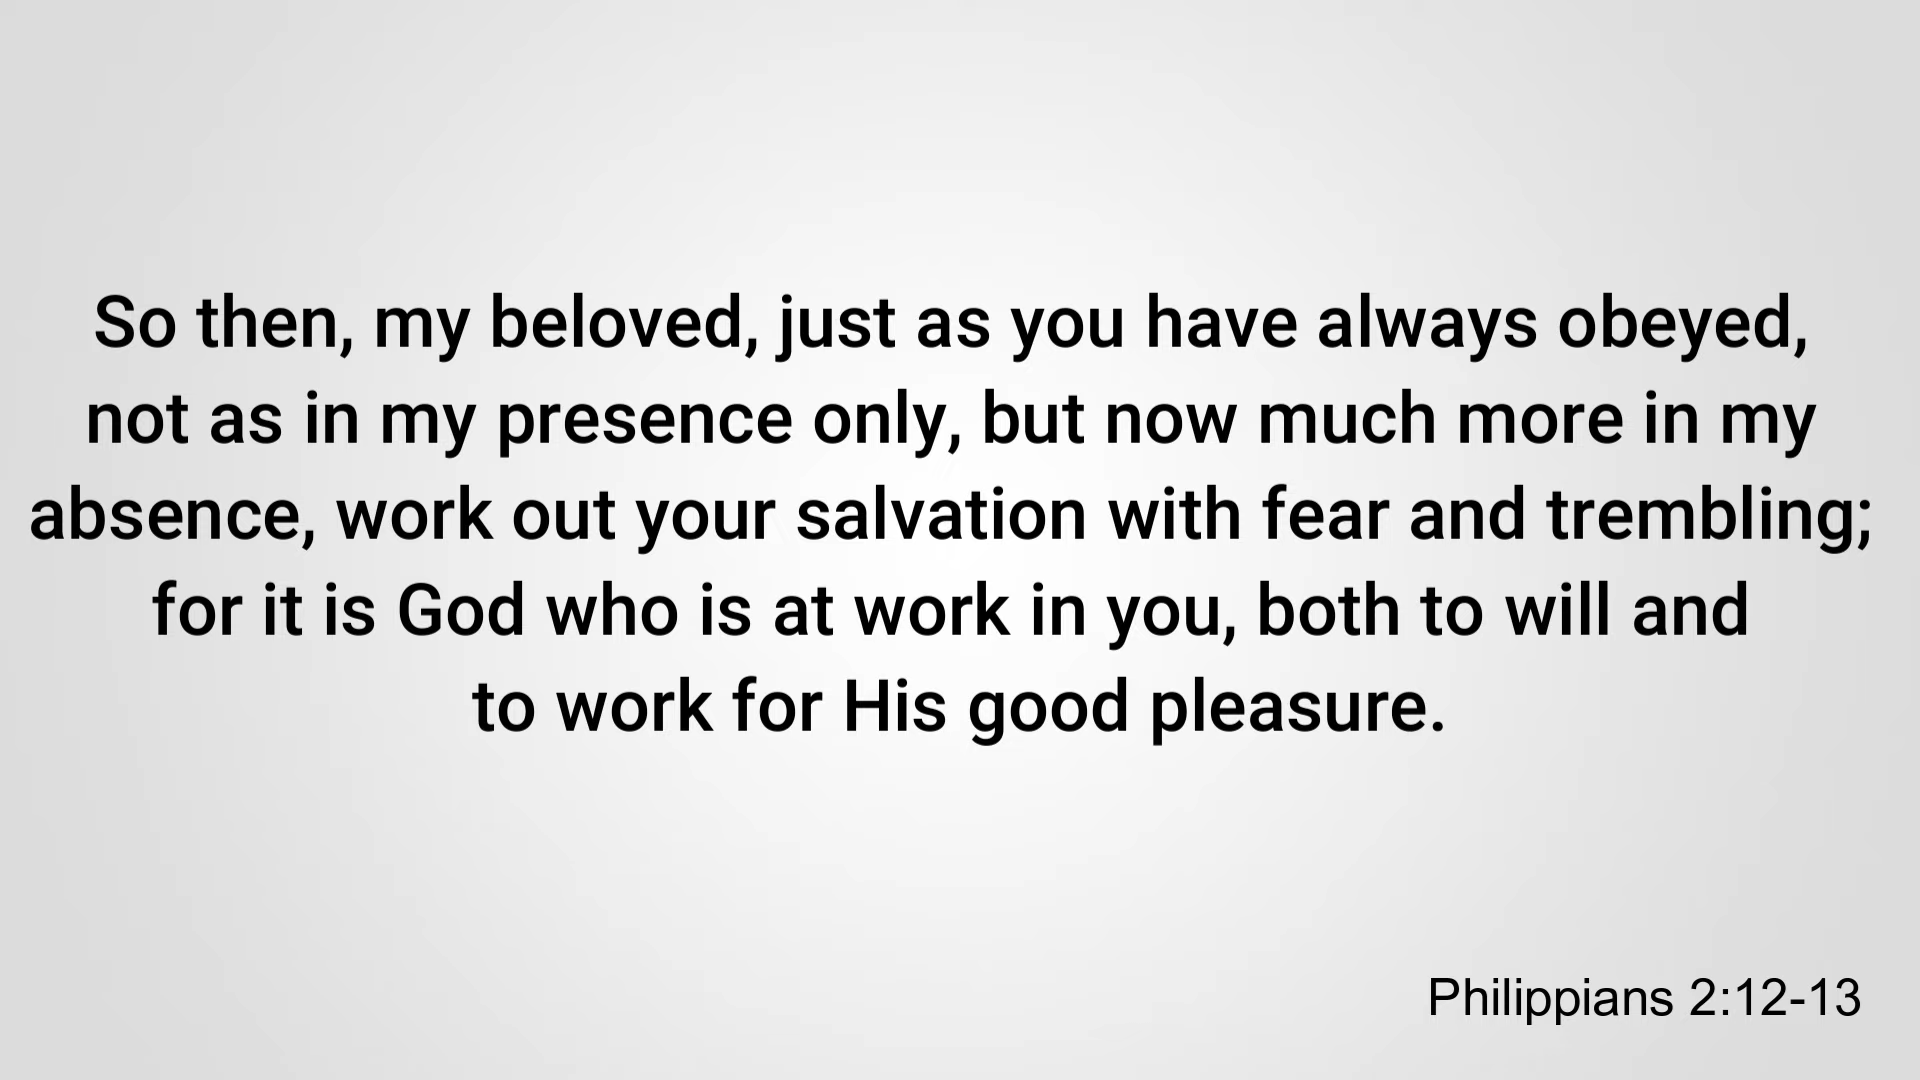 So then, my beloved, just as you have always obeyed,
not as in my presence only, but now much more in my
absence, work out your salvation with fear and trembling;
for it is God who is at work in you, both to will and
to work for His good pleasure.
Philippians 2:12-13